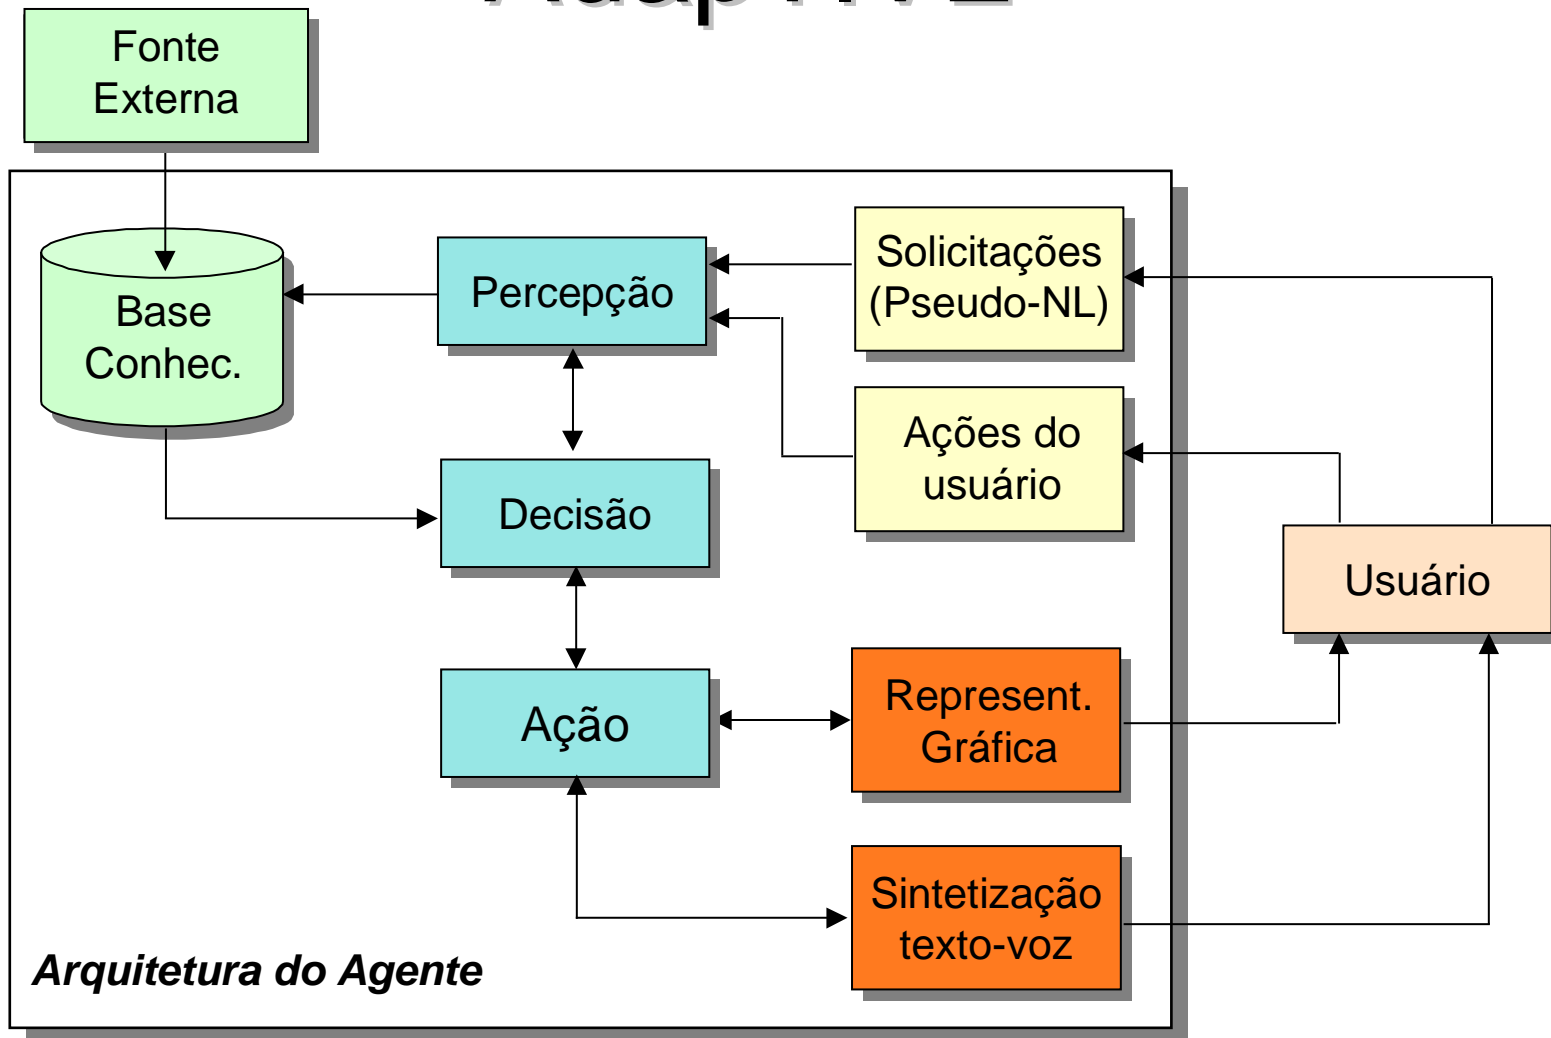 Fonte
Externa
Base
Conhec.
Percepção
Solicitações
(Pseudo-NL)
Ações do
usuário
Decisão
Usuário
Ação
Represent.
Gráfica
Sintetização
texto-voz
Arquitetura do Agente